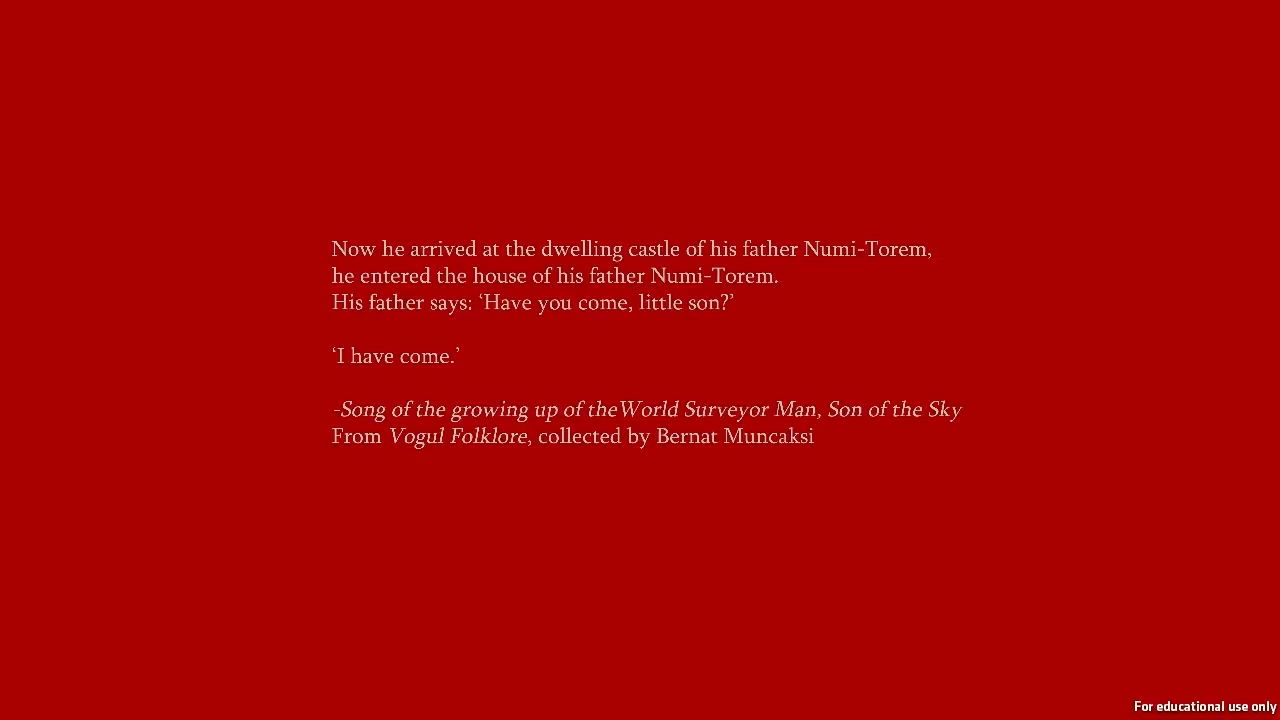 Now he arrived at the dwelling castle of his father Numi-Torem,
he entered the house of his father Numi-Torem.
His father says: ‘Have you come, little son?’
‘I have come.’
-Song of the growing up of theWorld Surveyor Man, Son of the Sky
From Vogul Folklore, collected by Bernat Muncaksi
For educational use only